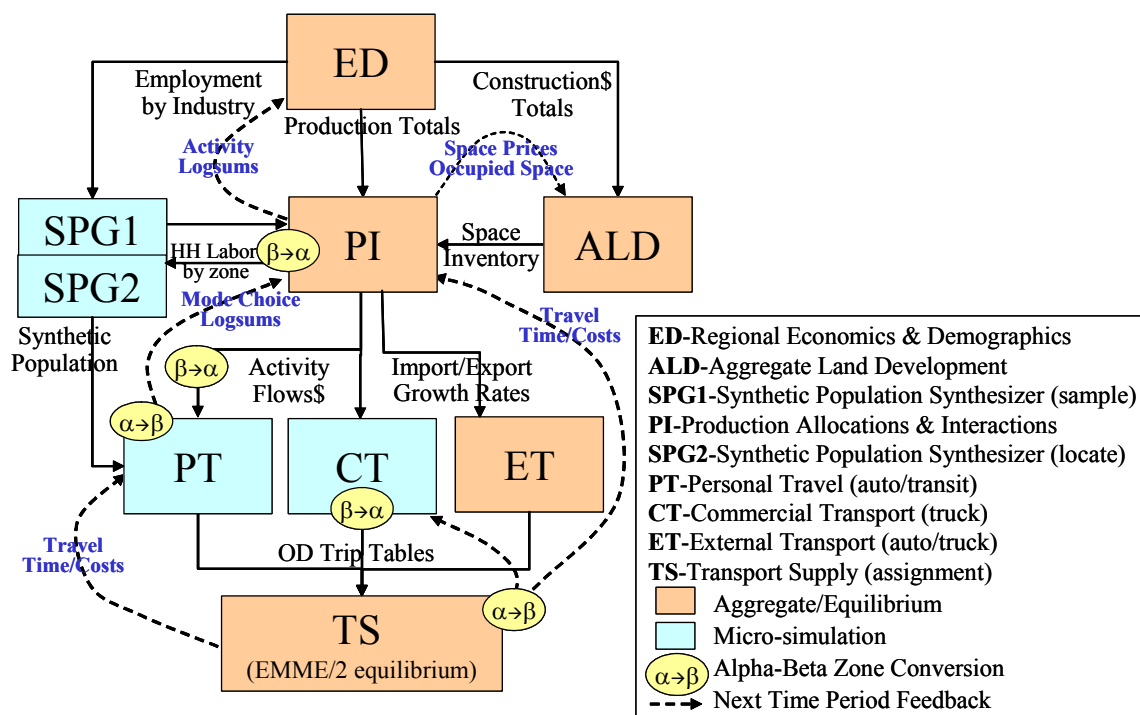 ED
Employment
by Industry
Construction$
Totals
Production Totals
Activity
Logsums
Space Prices
Occupied Space
SPG1
SPG2
HH Labor
by zone
β→α
PI
Space
Inventory
ALD
Mode Choice
Logsums
Travel
Time/Costs
Synthetic
Population
β→α
Activity
Flows$
Import/Export
Growth Rates
α→β
PT
CT
β→α
ET
Travel
Time/Costs
OD Trip Tables
α→β
TS
(EMME/2 equilibrium)
ED-Regional Economics & Demographics
ALD-Aggregate Land Development
SPG1-Synthetic Population Synthesizer (sample)
PI-Production Allocations & Interactions
SPG2-Synthetic Population Synthesizer (locate)
PT-Personal Travel (auto/transit)
CT-Commercial Transport (truck)
ET-External Transport (auto/truck)
TS-Transport Supply (assignment)
Aggregate/Equilibrium
Micro-simulation
α→β Alpha-Beta Zone Conversion
Next Time Period Feedback